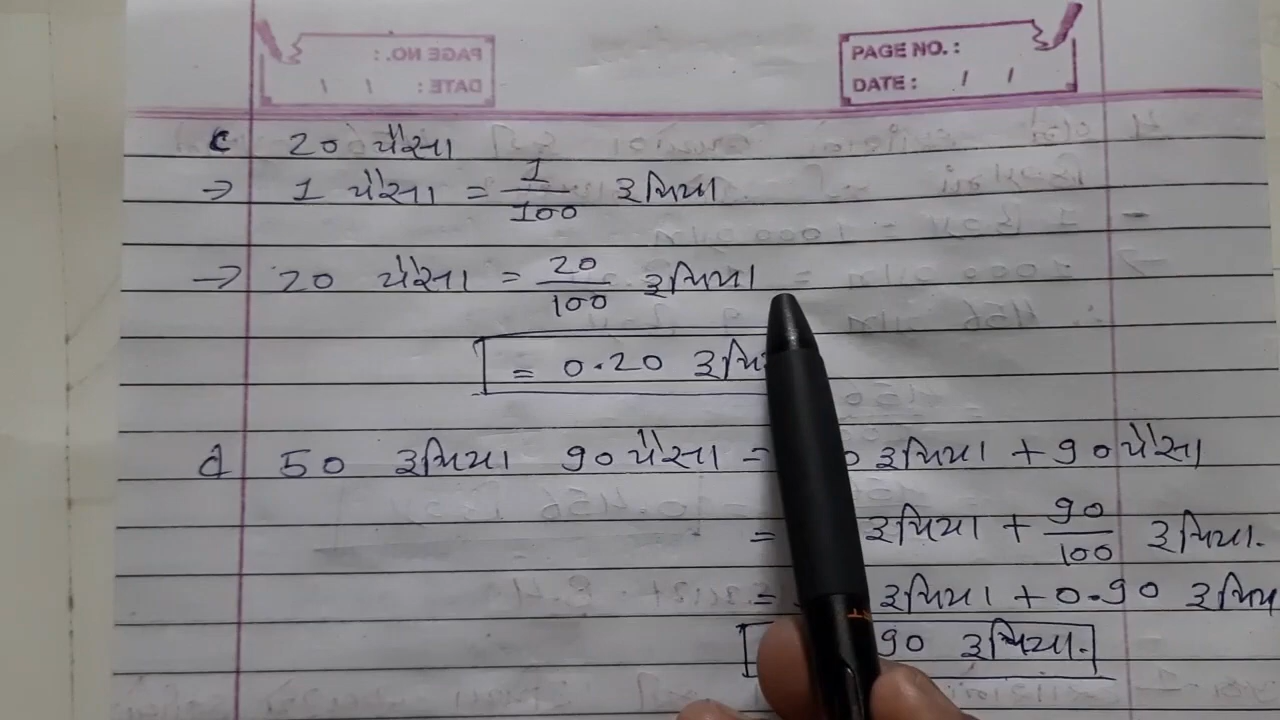 PAGE NO. :
DATE : / /
c 20 પૈસા
→ 1 પૈસા = 1/100 રૂપિયા
→ 20 પૈસા = 20/100 રૂપિયા
= 0.20
d 50 રૂપિયા 90 પૈસા = રૂપિયા + 90 પૈસા
= રૂપિયા + 90/100 રૂપિયા.
= રૂપિયા + 0.90
90 રૂપિયા.